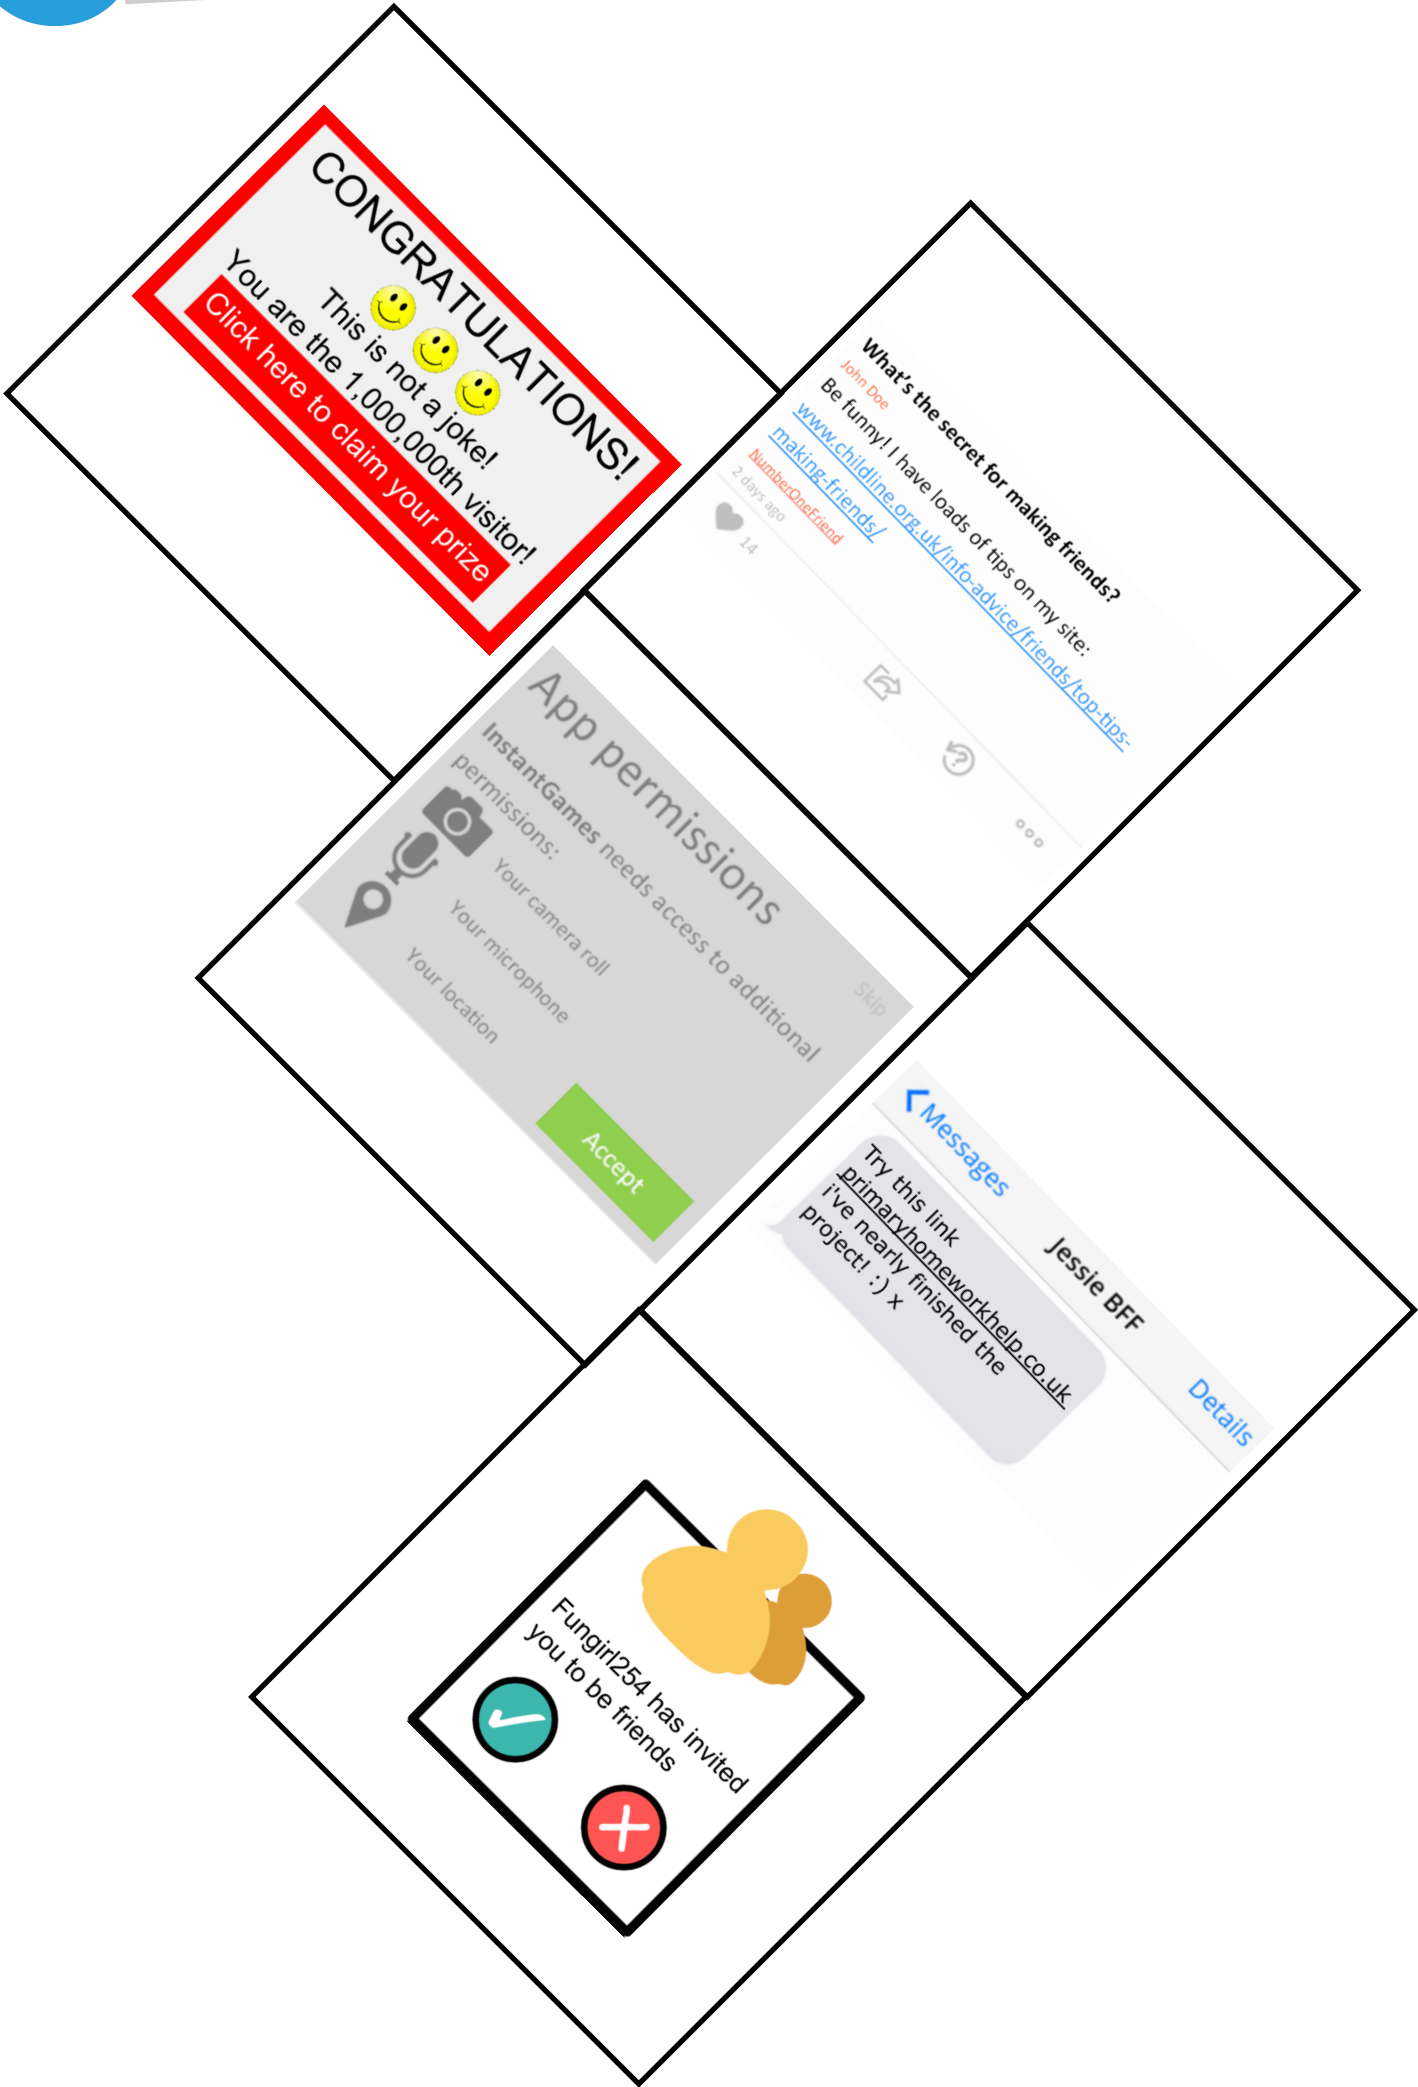 CONGRATULATIONS!
This is not a joke!
You are the 1,000,000th visitor!
Click here to claim your prize
What's the secret for making friends?
John Doe
Be funny! I have loads of tips on my site:
www.childline.org.uk/info-advice/friends/top-tips-
making-friends/
NumberOneFriend
2 days ago
14
App permissions
InstantGames needs access to additional
permissions:
Your camera roll
Your microphone
Your location
Skip
Accept
Messages
Jessie BFF
Details
Try this link
primaryhomeworkhelp.co.uk
i've nearly finished the
project! :) x
Fungirl254 has invited
you to be friends